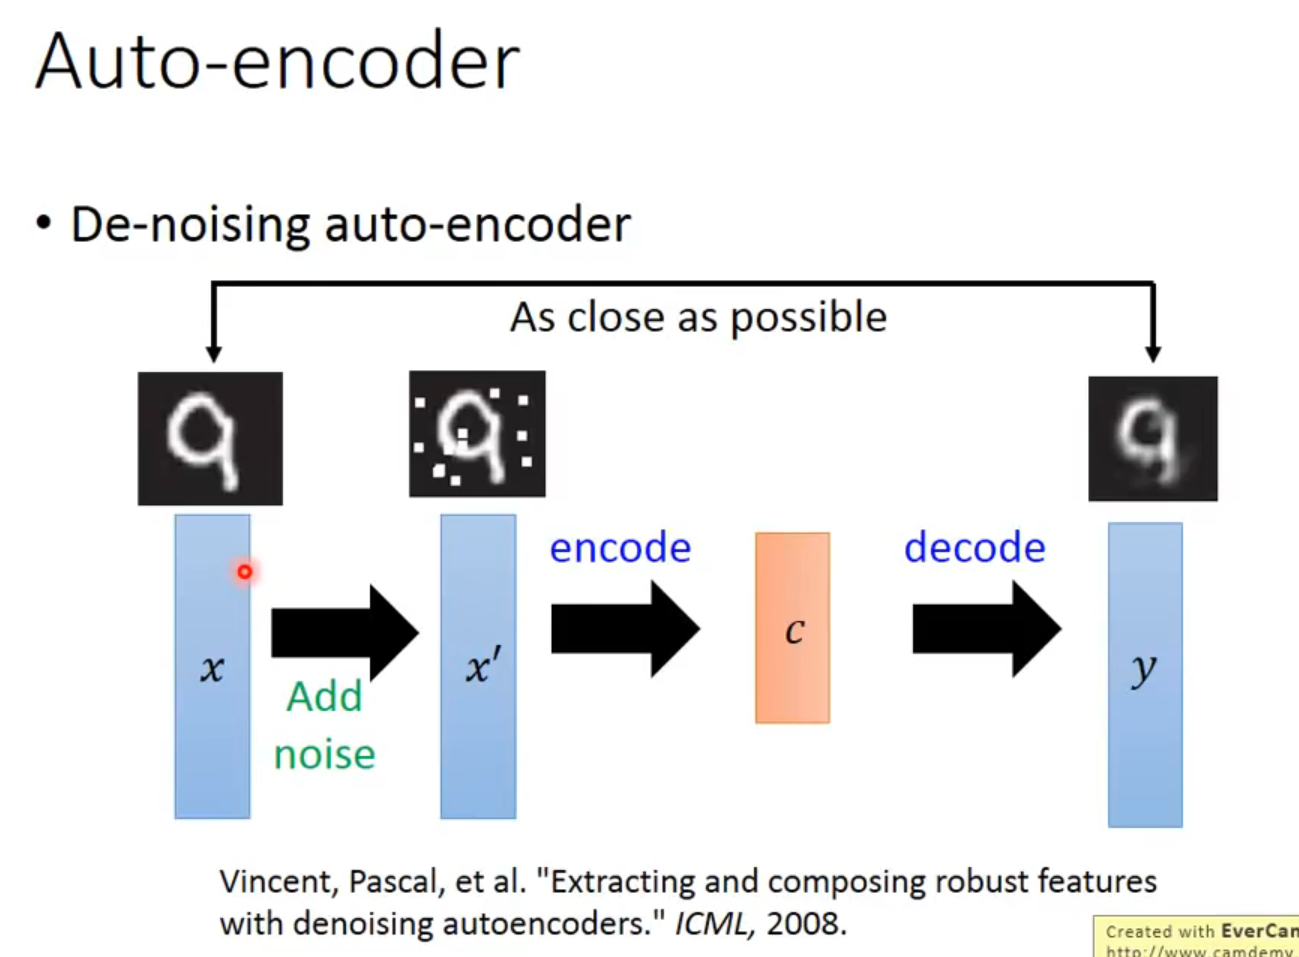 Auto-encoder
• De-noising auto-encoder
As close as possible
encode
decode
x
x′
c
y
Add
noise
Vincent, Pascal, et al. "Extracting and composing robust features
with denoising autoencoders." ICML, 2008.
Created with EverCam
http://www.camdemy